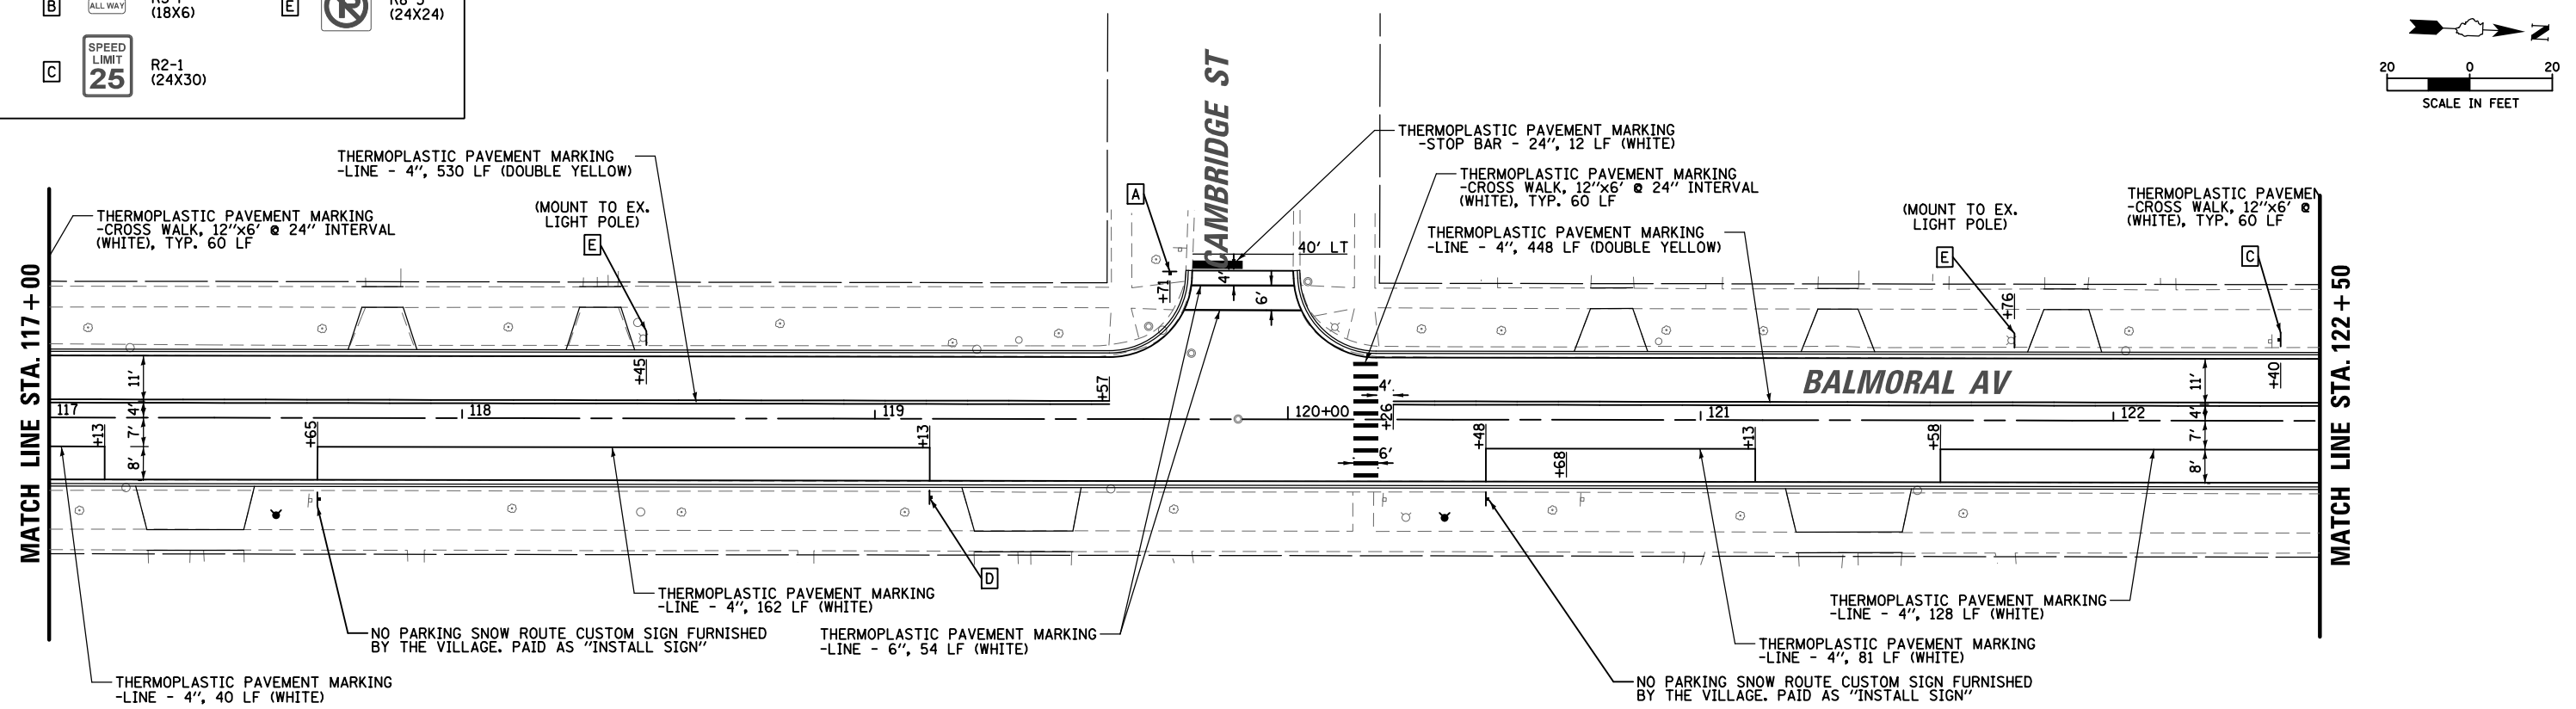 B
ALL WAY
(18X6)
E
(24X24)
C
SPEED
LIMIT
25
R2-1
(24X30)
N
20 0 20
SCALE IN FEET
CAMBRIDGE ST
THERMOPLASTIC PAVEMENT MARKING
-STOP BAR - 24", 12 LF (WHITE)
THERMOPLASTIC PAVEMENT MARKING
-LINE - 4", 530 LF (DOUBLE YELLOW)
THERMOPLASTIC PAVEMENT MARKING
-CROSS WALK, 12"x6' @ 24" INTERVAL
(WHITE), TYP. 60 LF
A
(MOUNT TO EX.
LIGHT POLE)
E
THERMOPLASTIC PAVEMENT MARKING
-CROSS WALK, 12"x6' @ 24" INTERVAL
(WHITE), TYP. 60 LF
THERMOPLASTIC PAVEMENT MARKING
-LINE - 4", 448 LF (DOUBLE YELLOW)
(MOUNT TO EX.
LIGHT POLE)
E
THERMOPLASTIC PAVEMEN
-CROSS WALK, 12"x6' @
(WHITE), TYP. 60 LF
C
40' LT
4'
6'
+71
+76
MATCH LINE STA. 117+00
MATCH LINE STA. 122+50
11'
+45
+57
4'
+26
BALMORAL AV
11'
+40
117
4'
118
119
120+00
121
4'
122
+13
7'
+65
+13
6'
+48
+68
+13
+58
7'
8'
8'
D
THERMOPLASTIC PAVEMENT MARKING
-LINE - 4", 162 LF (WHITE)
THERMOPLASTIC PAVEMENT MARKING
-LINE - 4", 128 LF (WHITE)
NO PARKING SNOW ROUTE CUSTOM SIGN FURNISHED
BY THE VILLAGE. PAID AS "INSTALL SIGN"
THERMOPLASTIC PAVEMENT MARKING
-LINE - 6", 54 LF (WHITE)
THERMOPLASTIC PAVEMENT MARKING
-LINE - 4", 81 LF (WHITE)
THERMOPLASTIC PAVEMENT MARKING
-LINE - 4", 40 LF (WHITE)
NO PARKING SNOW ROUTE CUSTOM SIGN FURNISHED
BY THE VILLAGE. PAID AS "INSTALL SIGN"